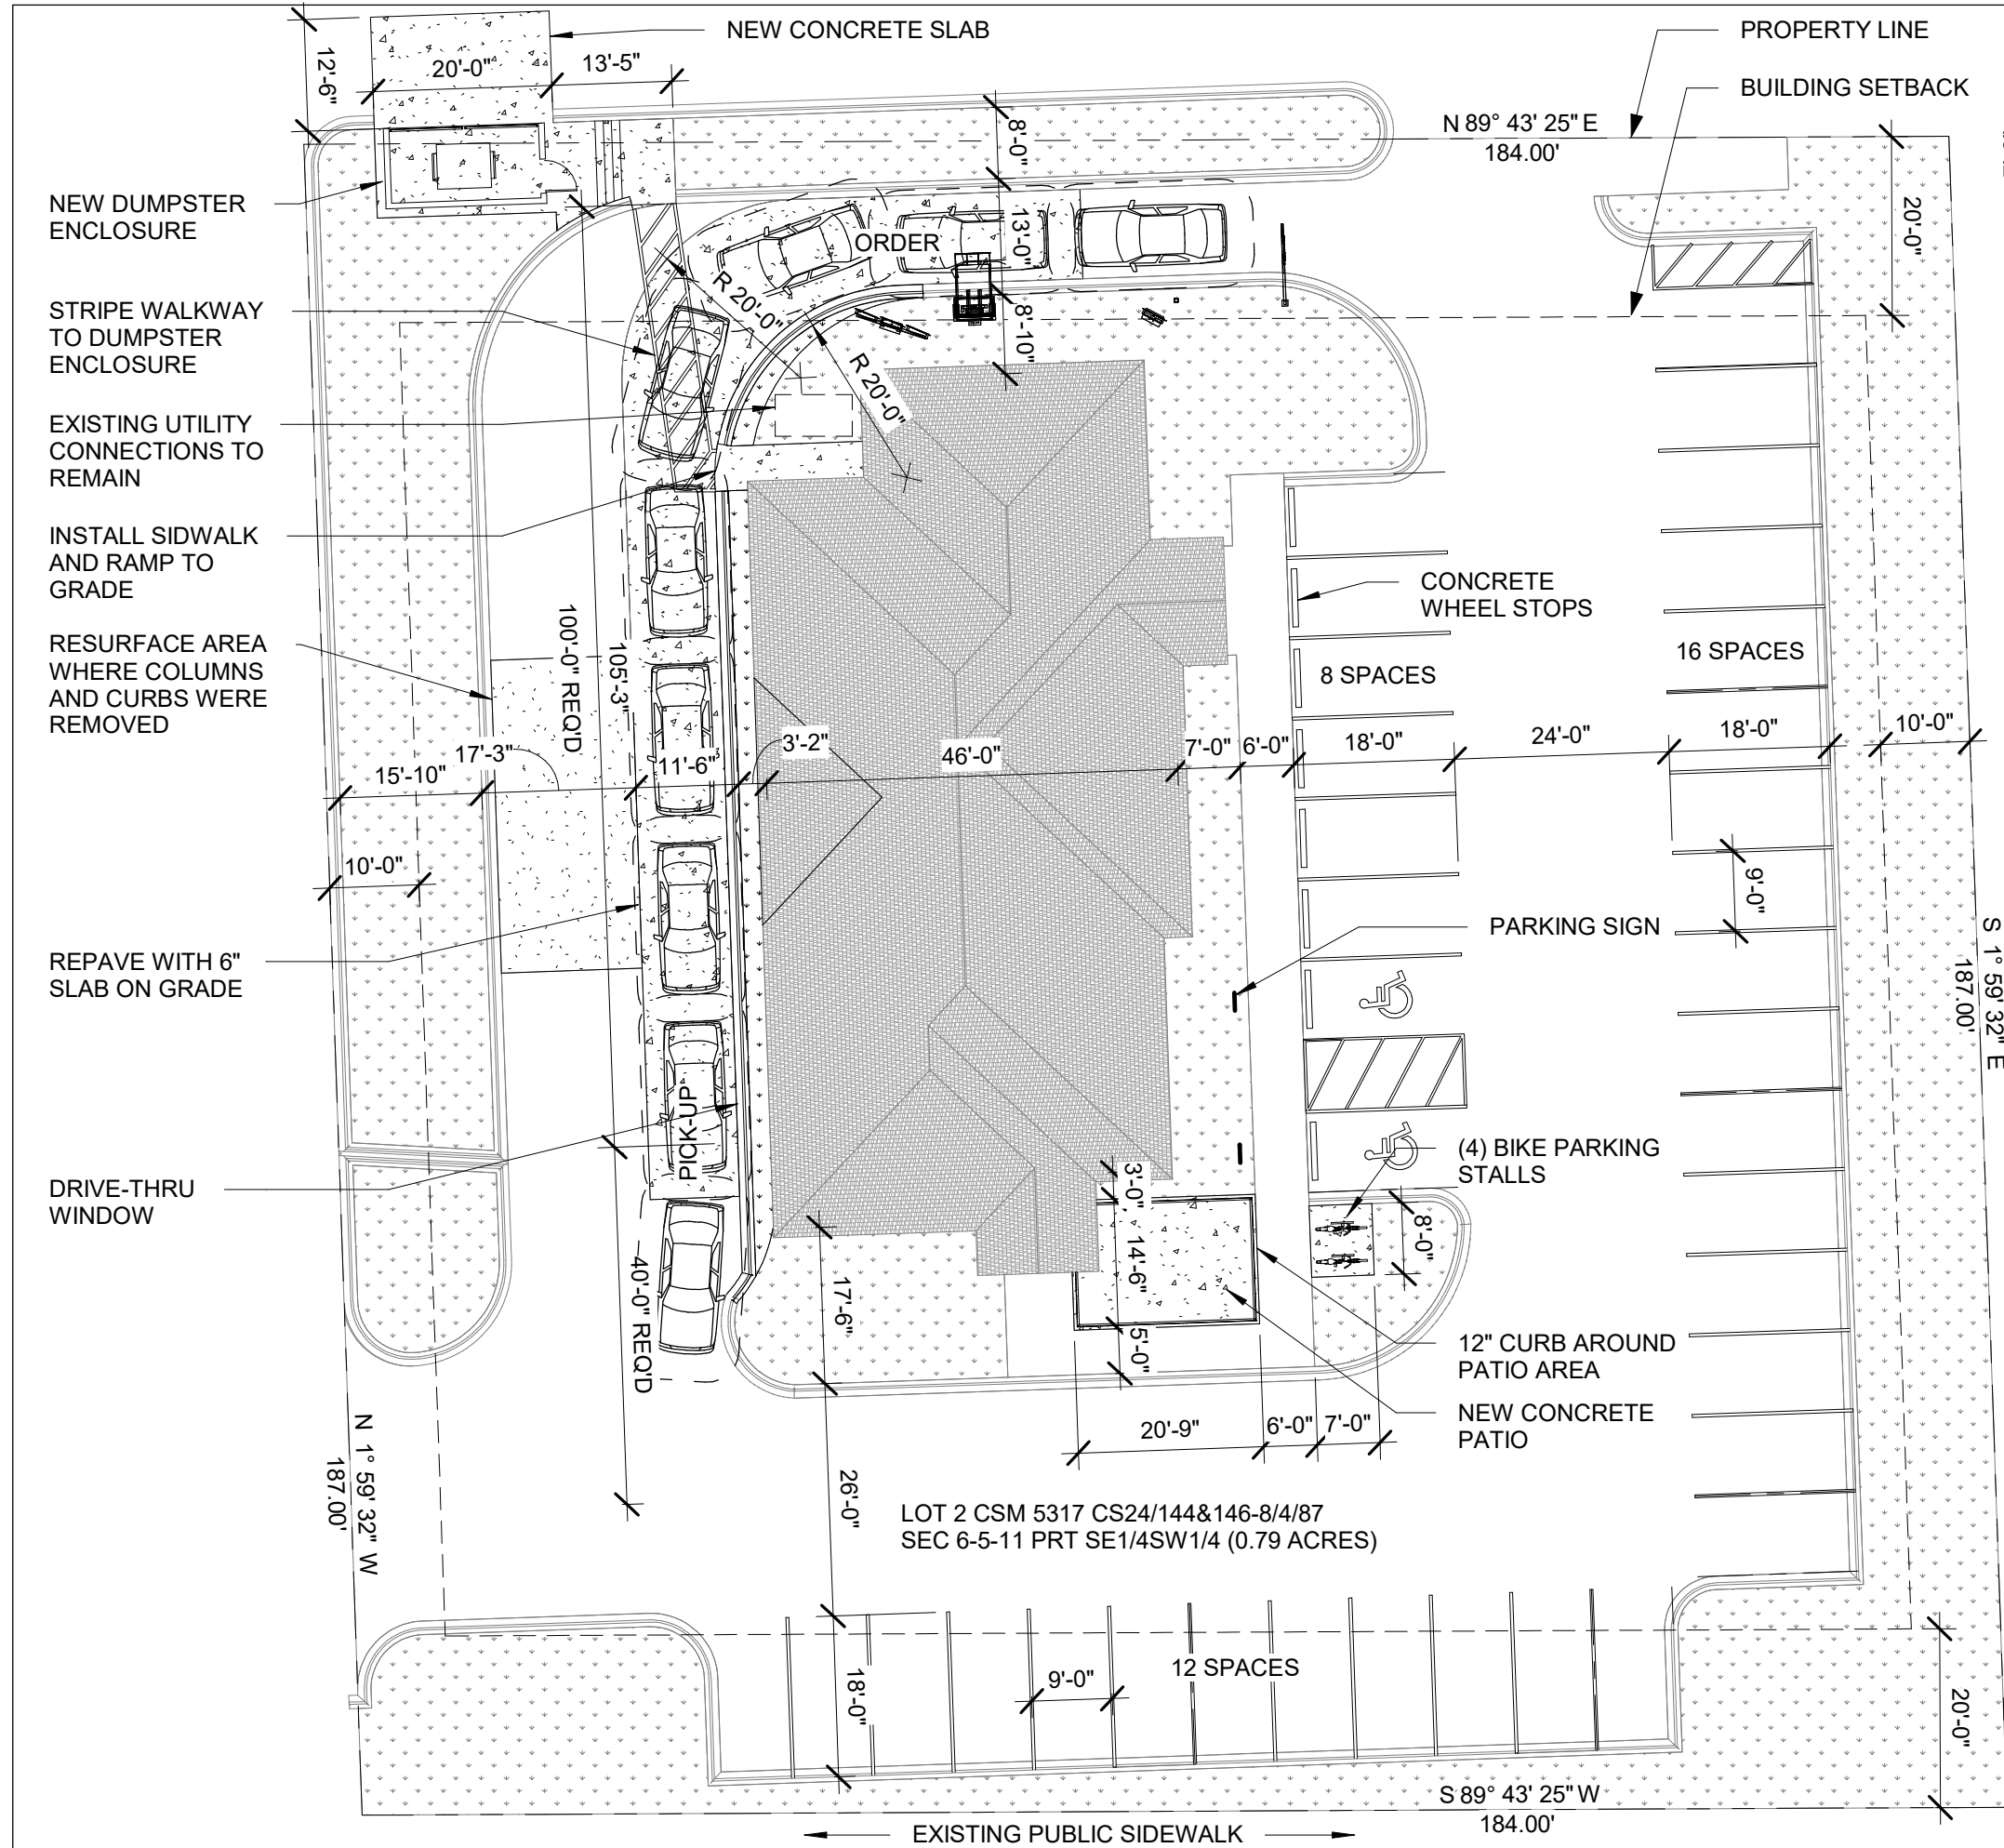 NEW CONCRETE SLAB
PROPERTY LINE
BUILDING SETBACK
12'-6"
20'-0"
13'-5"
8'-0"
N 89° 43' 25" E
184.00'
20'-0"
NEW DUMPSTER
ENCLOSURE
ORDER
13'-0"
STRIPE WALKWAY
TO DUMPSTER
ENCLOSURE
R 20'-0"
8'-10"
R 20'-0"
EXISTING UTILITY
CONNECTIONS TO
REMAIN
INSTALL SIDWALK
AND RAMP TO
GRADE
CONCRETE
WHEEL STOPS
RESURFACE AREA
WHERE COLUMNS
AND CURBS WERE
REMOVED
100'-0" REQ'D
105'-3"
8 SPACES
16 SPACES
15'-10"
17'-3"
11'-6"
3'-2"
46'-0"
7'-0"
6'-0"
18'-0"
24'-0"
18'-0"
10'-0"
10'-0"
9'-0"
PARKING SIGN
S 1° 59' 32" E
187.00'
REPAVE WITH 6"
SLAB ON GRADE
PICK-UP
(4) BIKE PARKING
STALLS
DRIVE-THRU
WINDOW
3'-0"
14'-6"
5'-0"
8'-0"
40'-0" REQ'D
17'-6"
12" CURB AROUND
PATIO AREA
NEW CONCRETE
PATIO
20'-9"
6'-0"
7'-0"
N 1° 59' 32" W
187.00'
26'-0"
LOT 2 CSM 5317 CS24/144&146-8/4/87
SEC 6-5-11 PRT SE1/4SW1/4 (0.79 ACRES)
18'-0"
9'-0"
12 SPACES
20'-0"
S 89° 43' 25" W
184.00'
EXISTING PUBLIC SIDEWALK